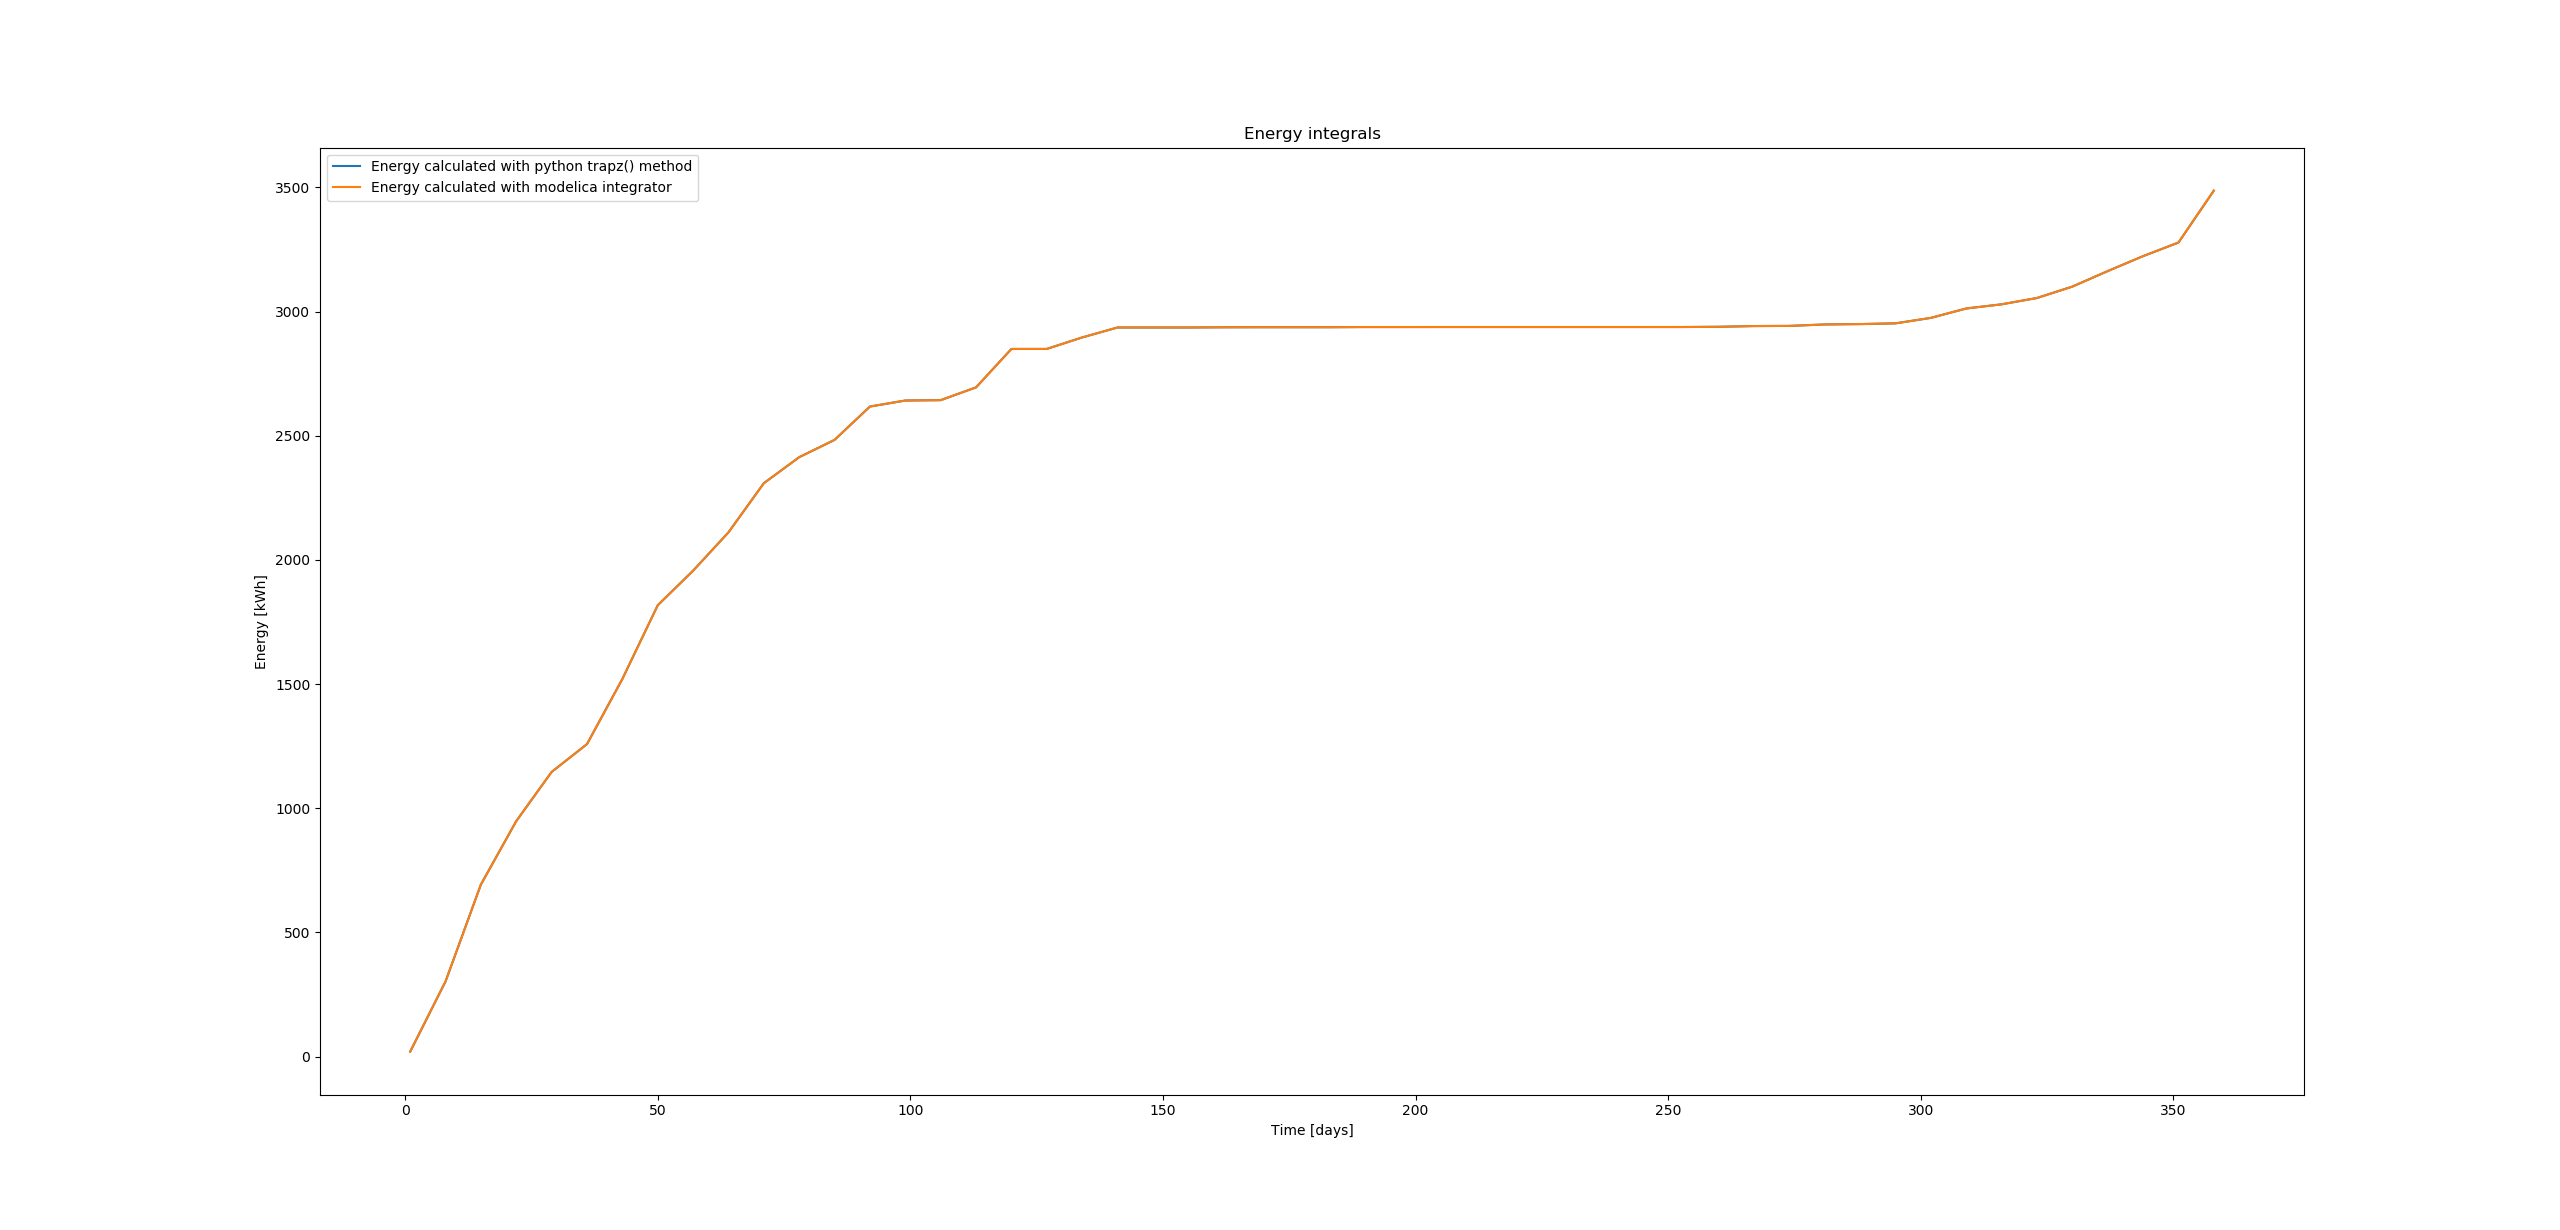 Energy integrals
Energy calculated with python trapz() method
Energy calculated with modelica integrator
3500
3000
2500
2000
1500
1000
500
0
Energy [kWh]
0 50 100 150 200 250 300 350
Time [days]